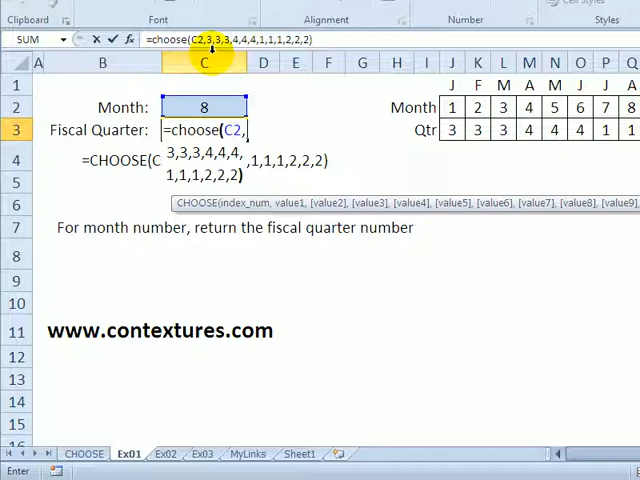 Clipboard Font Alignment Number Styles
SUM fx =choose(C2,3,3,3,4,4,4,1,1,1,2,2,2)
A B C D E F G H I J K L M N O P Q
1 J F M A M J J A
2 Month: 8 Month 1 2 3 4 5 6 7 8
3 Fiscal Quarter: =choose(C2, Qtr 3 3 3 4 4 4 1 1
3,3,3,4,4,4,
4 =CHOOSE(C ,1,1,1,2,2,2)
1,1,1,2,2,2)
5
6 CHOOSE(index_num, value1, [value2], [value3], [value4], [value5], [value6], [value7], [value8], [value9],
7 For month number, return the fiscal quarter number
8
9
10
11 www.contextures.com
12
13
14
15
16
CHOOSE Ex01 Ex02 Ex03 MyLinks Sheet1
Enter